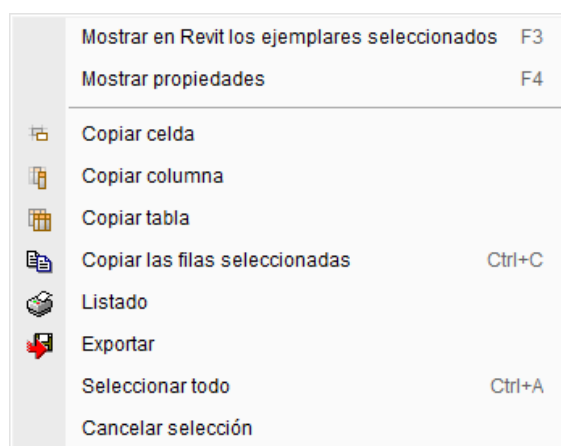 Mostrar en Revit los ejemplares seleccionados F3
Mostrar propiedades F4
Copiar celda
Copiar columna
Copiar tabla
Copiar las filas seleccionadas Ctrl+C
Listado
Exportar
Seleccionar todo Ctrl+A
Cancelar selección